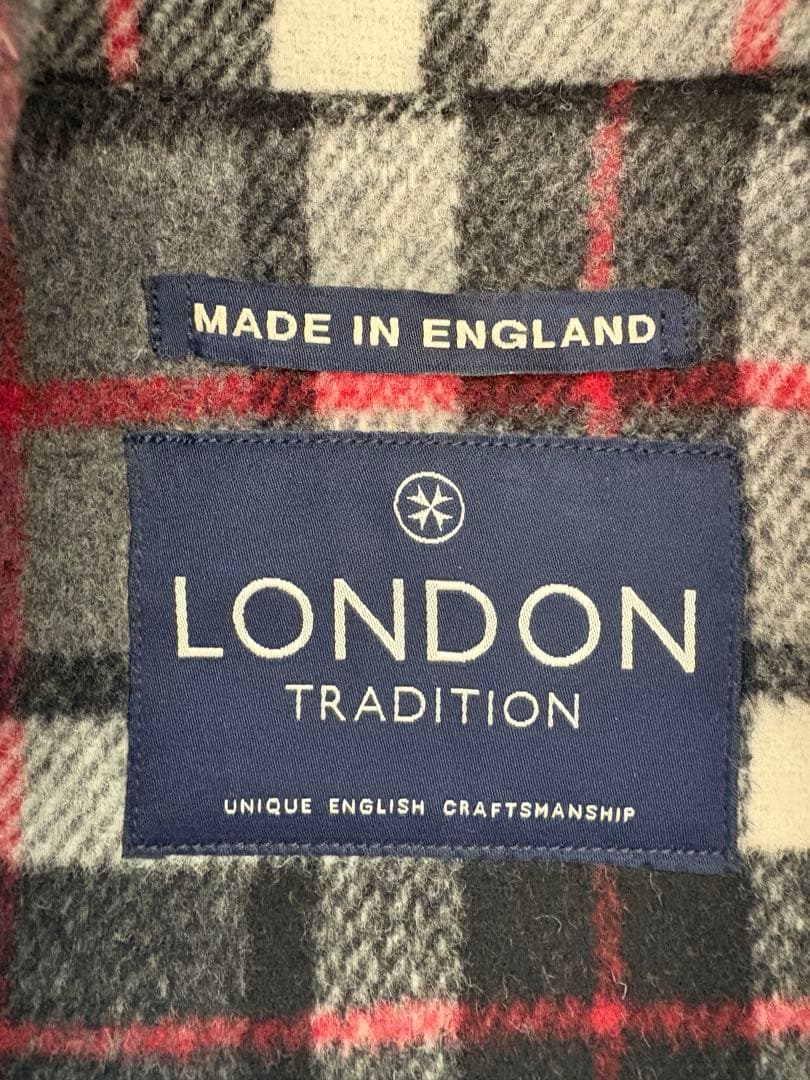 MADE IN ENGLAND
LONDON
TRADITION
UNIQUE ENGLISH CRAFTSMANSHIP